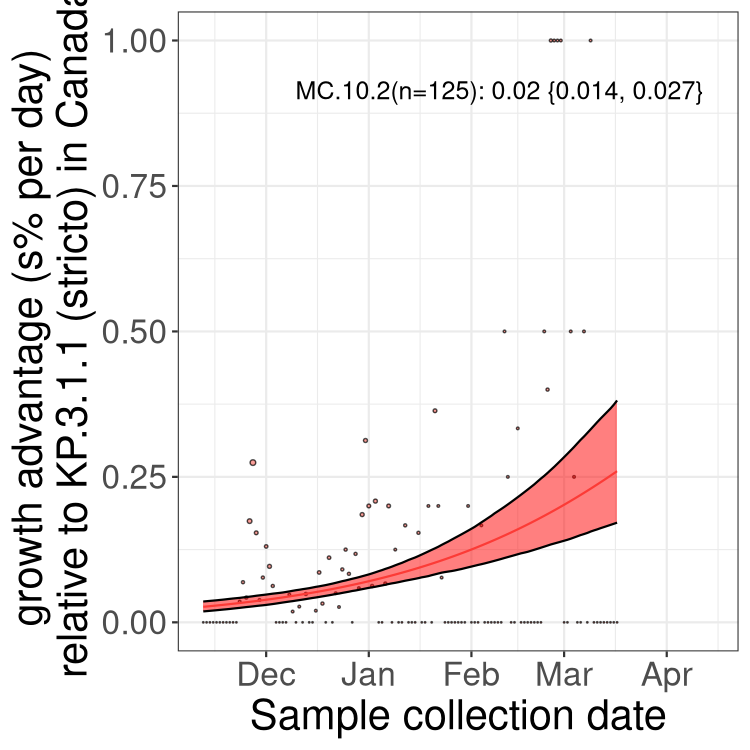 growth advantage (s% per day)
relative to KP.3.1.1 (stricto) in Canada
1.00
0.75
0.50
0.25
0.00
MC.10.2(n=125): 0.02 {0.014, 0.027}
Dec Jan Feb Mar Apr
Sample collection date